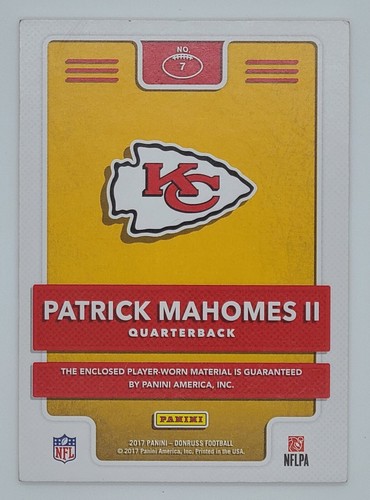 NO.
7
KC
PATRICK MAHOMES II
QUARTERBACK
THE ENCLOSED PLAYER-WORN MATERIAL IS GUARANTEED
BY PANINI AMERICA, INC.
PANINI
2017 PANINI – DONRUSS FOOTBALL
© 2017 Panini America, Inc. Printed in the USA.
NFL
NFLPA